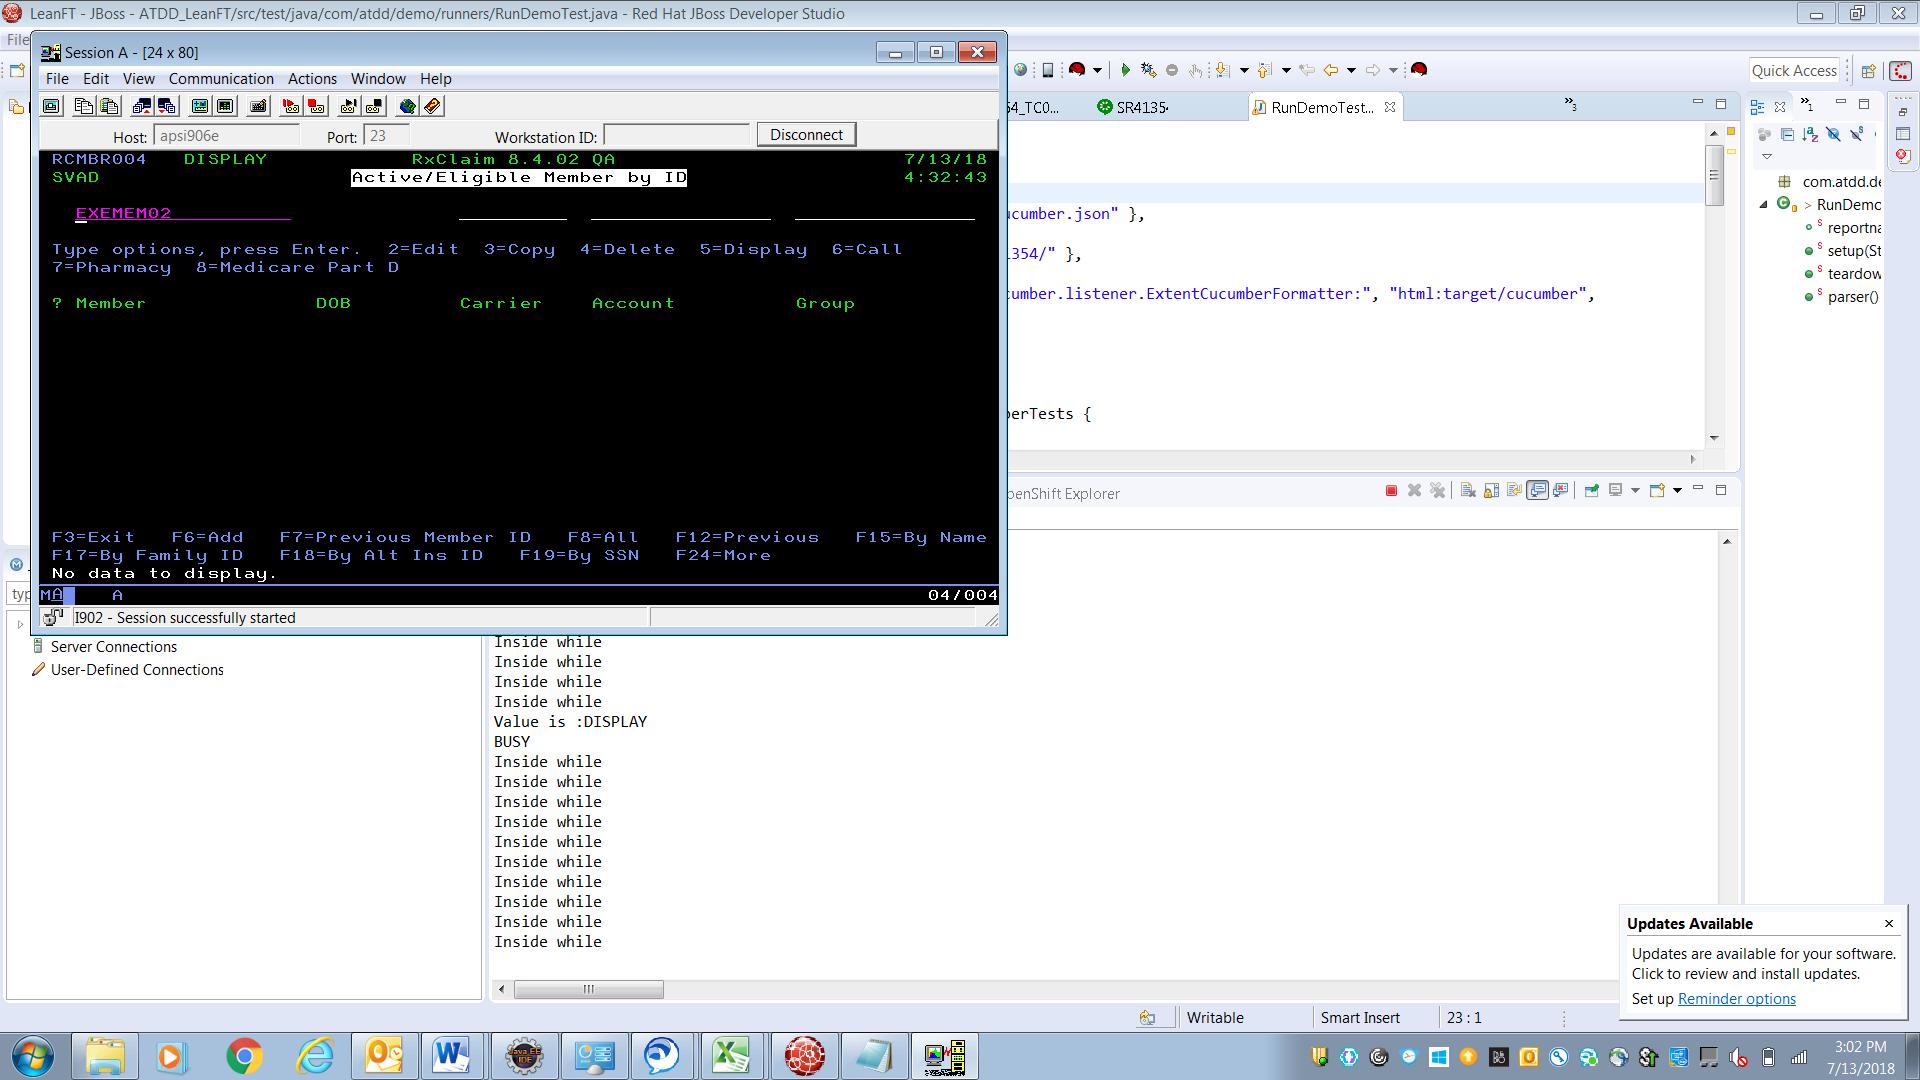 LeanFT - JBoss - ATDD_LeanFT/src/test/java/com/atdd/demo/runners/RunDemoTest.java - Red Hat JBoss Developer Studio
File
Session A - [24 x 80]
File Edit View Communication Actions Window Help
Quick Access
Host: apsi906e Port: 23 Workstation ID: Disconnect
54_TC0... SR4135 RunDemoTest... »3 »1
RCMBR004 DISPLAY RxClaim 8.4.02 QA 7/13/18
SVAD Active/Eligible Member by ID 4:32:43
EXEMEM02
Type options, press Enter. 2=Edit 3=Copy 4=Delete 5=Display 6=Call
7=Pharmacy 8=Medicare Part D
? Member DOB Carrier Account Group
F3=Exit F6=Add F7=Previous Member ID F8=All F12=Previous F15=By Name
F17=By Family ID F18=By Alt Ins ID F19=By SSN F24=More
No data to display.
MA A 04/004
I902 - Session successfully started
ucumber.json" },
1354/" },
cumber.listener.ExtentCucumberFormatter:", "html:target/cucumber",
berTests {
com.atdd.de
> RunDemo
reportna
setup(St
teardow
parser()
penShift Explorer
typ
Server Connections
User-Defined Connections
Inside while
Inside while
Inside while
Inside while
Value is :DISPLAY
BUSY
Inside while
Inside while
Inside while
Inside while
Inside while
Inside while
Inside while
Inside while
Inside while
Inside while
Updates Available
Updates are available for your software.
Click to review and install updates.
Set up Reminder options
Writable Smart Insert 23 : 1
3:02 PM
7/13/2018